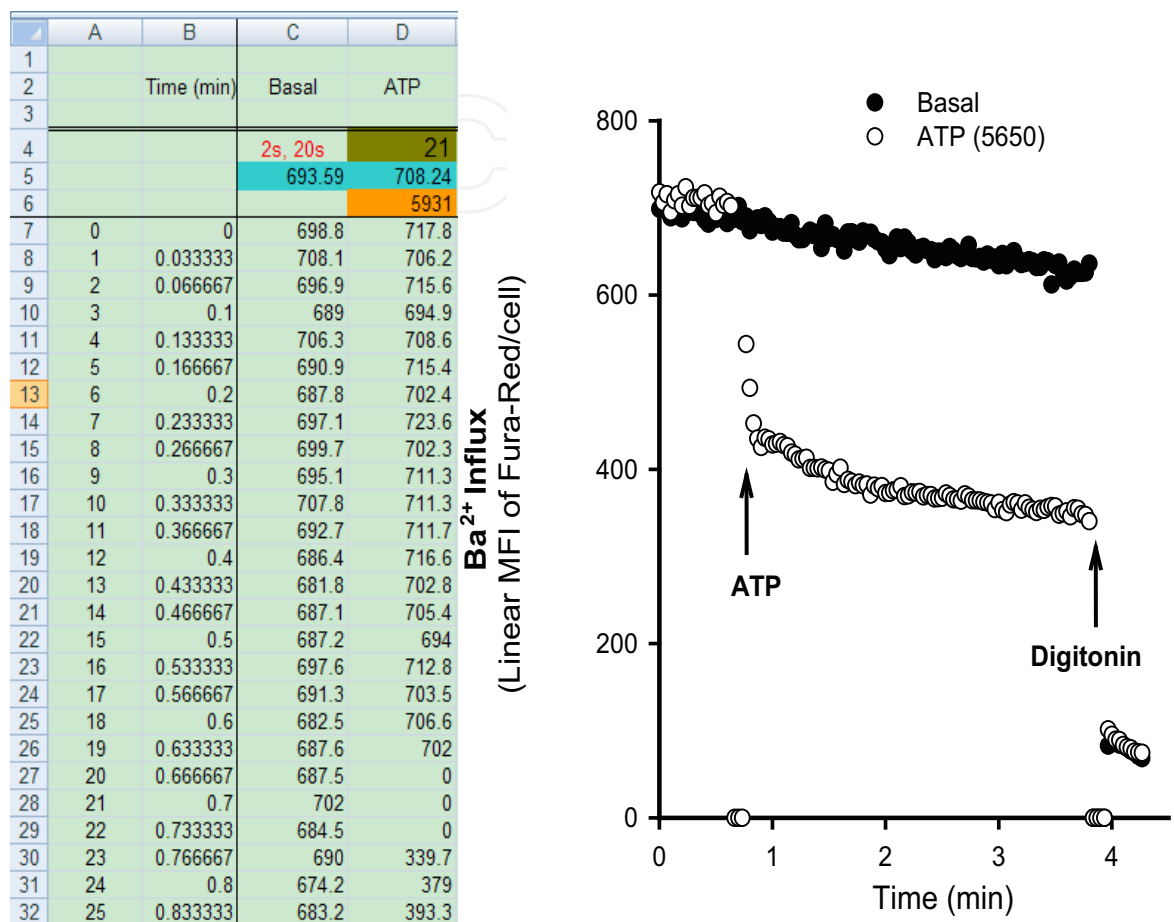 A B C D
1
2 Time (min) Basal ATP
3
4 2s, 20s 21
5 693.59 708.24
6 5931
7 0 0 698.8 717.8
8 1 0.033333 708.1 706.2
9 2 0.066667 696.9 715.6
10 3 0.1 689 694.9
11 4 0.133333 706.3 708.6
12 5 0.166667 690.9 715.4
13 6 0.2 687.8 702.4
14 7 0.233333 697.1 723.6
15 8 0.266667 699.7 702.3
16 9 0.3 695.1 711.3
17 10 0.333333 707.8 711.3
18 11 0.366667 692.7 711.7
19 12 0.4 686.4 716.6
20 13 0.433333 681.8 702.8
21 14 0.466667 687.1 705.4
22 15 0.5 687.2 694
23 16 0.533333 697.6 712.8
24 17 0.566667 691.3 703.5
25 18 0.6 682.5 706.6
26 19 0.633333 687.6 702
27 20 0.666667 687.5 0
28 21 0.7 702 0
29 22 0.733333 684.5 0
30 23 0.766667 690 339.7
31 24 0.8 674.2 379
32 25 0.833333 683.2 393.3
Ba²⁺ Influx
(Linear MFI of Fura-Red/cell)
Basal
ATP (5650)
800
600
400
200
0
ATP
Digitonin
0 1 2 3 4
Time (min)